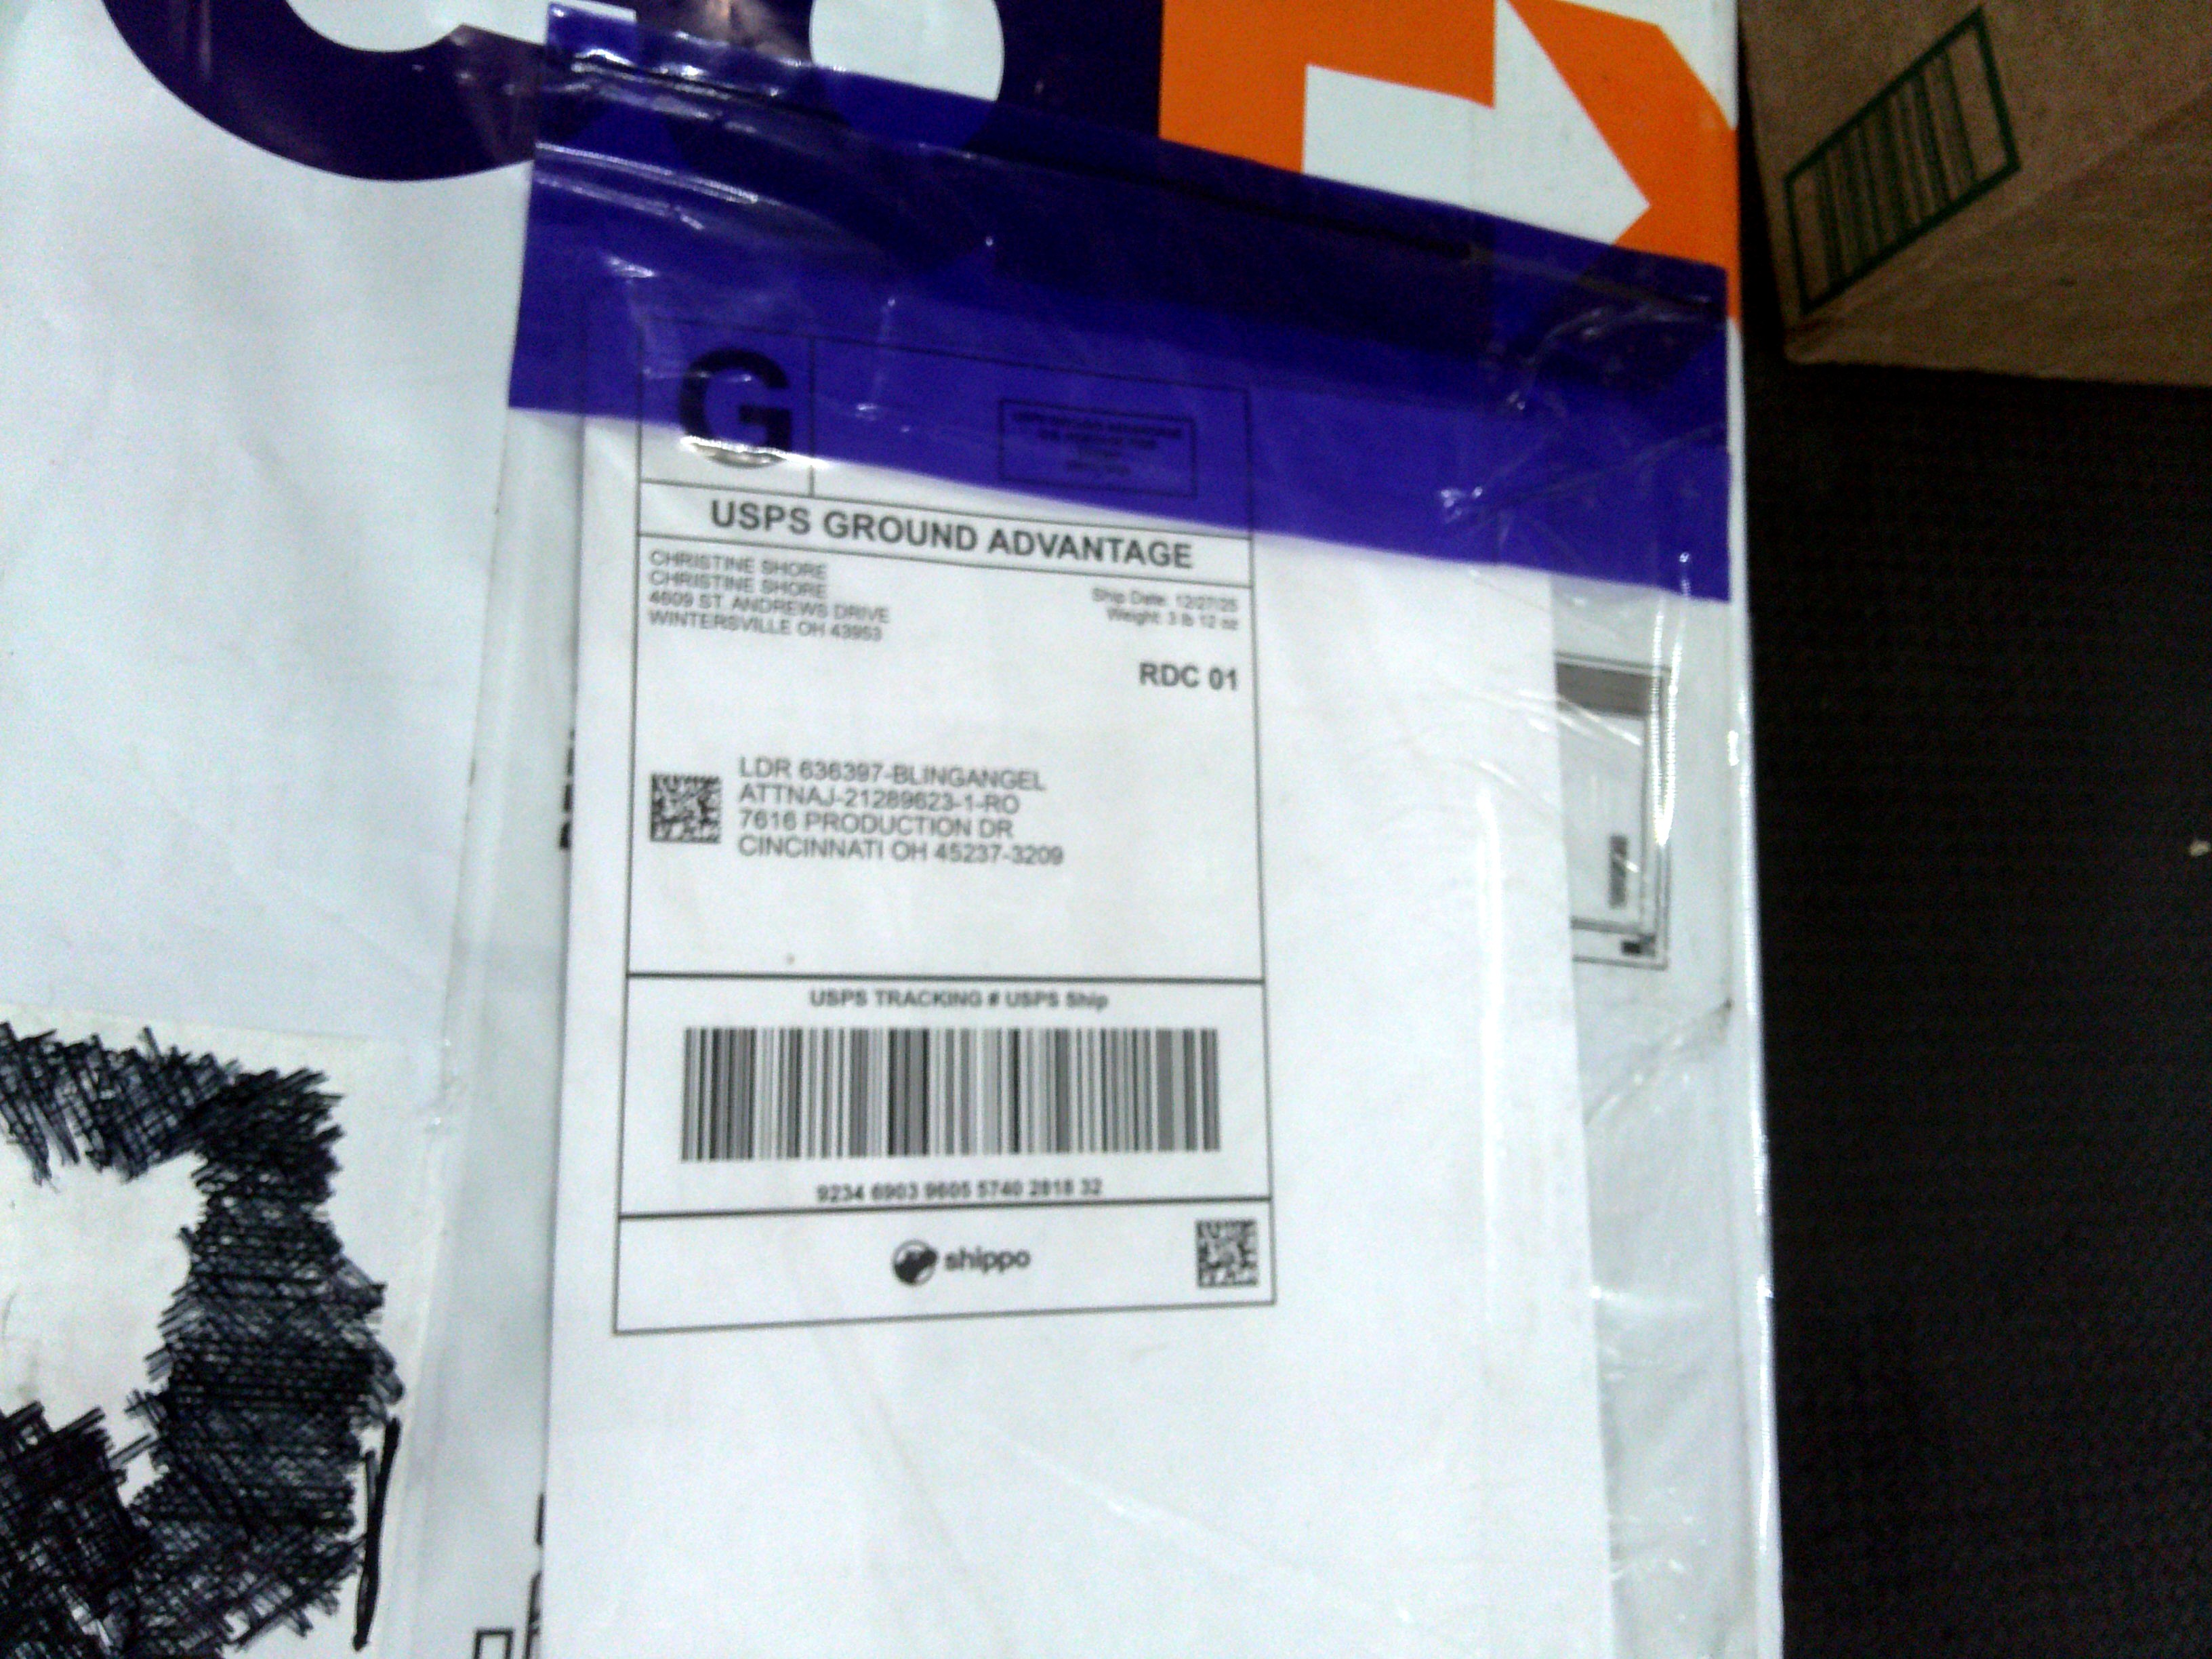 G
USPS GROUND ADVANTAGE
CHRISTINE SHORE
CHRISTINE SHORE
4609 ST. ANDREWS DRIVE
WINTERSVILLE OH 43953
Ship Date: 12/27/25
Weight: 3 lb 12 oz
RDC 01
LDR 636397-BLINGANGEL
ATTNAJ-21289623-1-RO
7616 PRODUCTION DR
CINCINNATI OH 45237-3209
USPS TRACKING # USPS Ship
9234 6903 9605 5740 2818 32
shippo